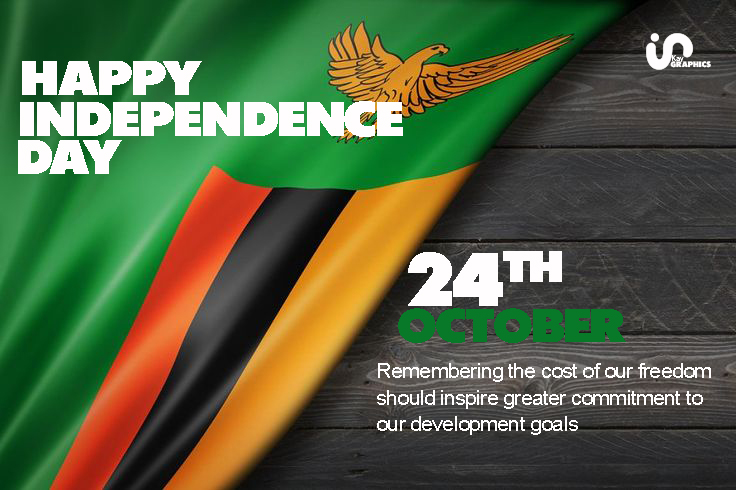 HAPPY
INDEPENDENCE
DAY
Kay
GRAPHICS
24TH
OCTOBER
Remembering the cost of our freedom
should inspire greater commitment to
our development goals